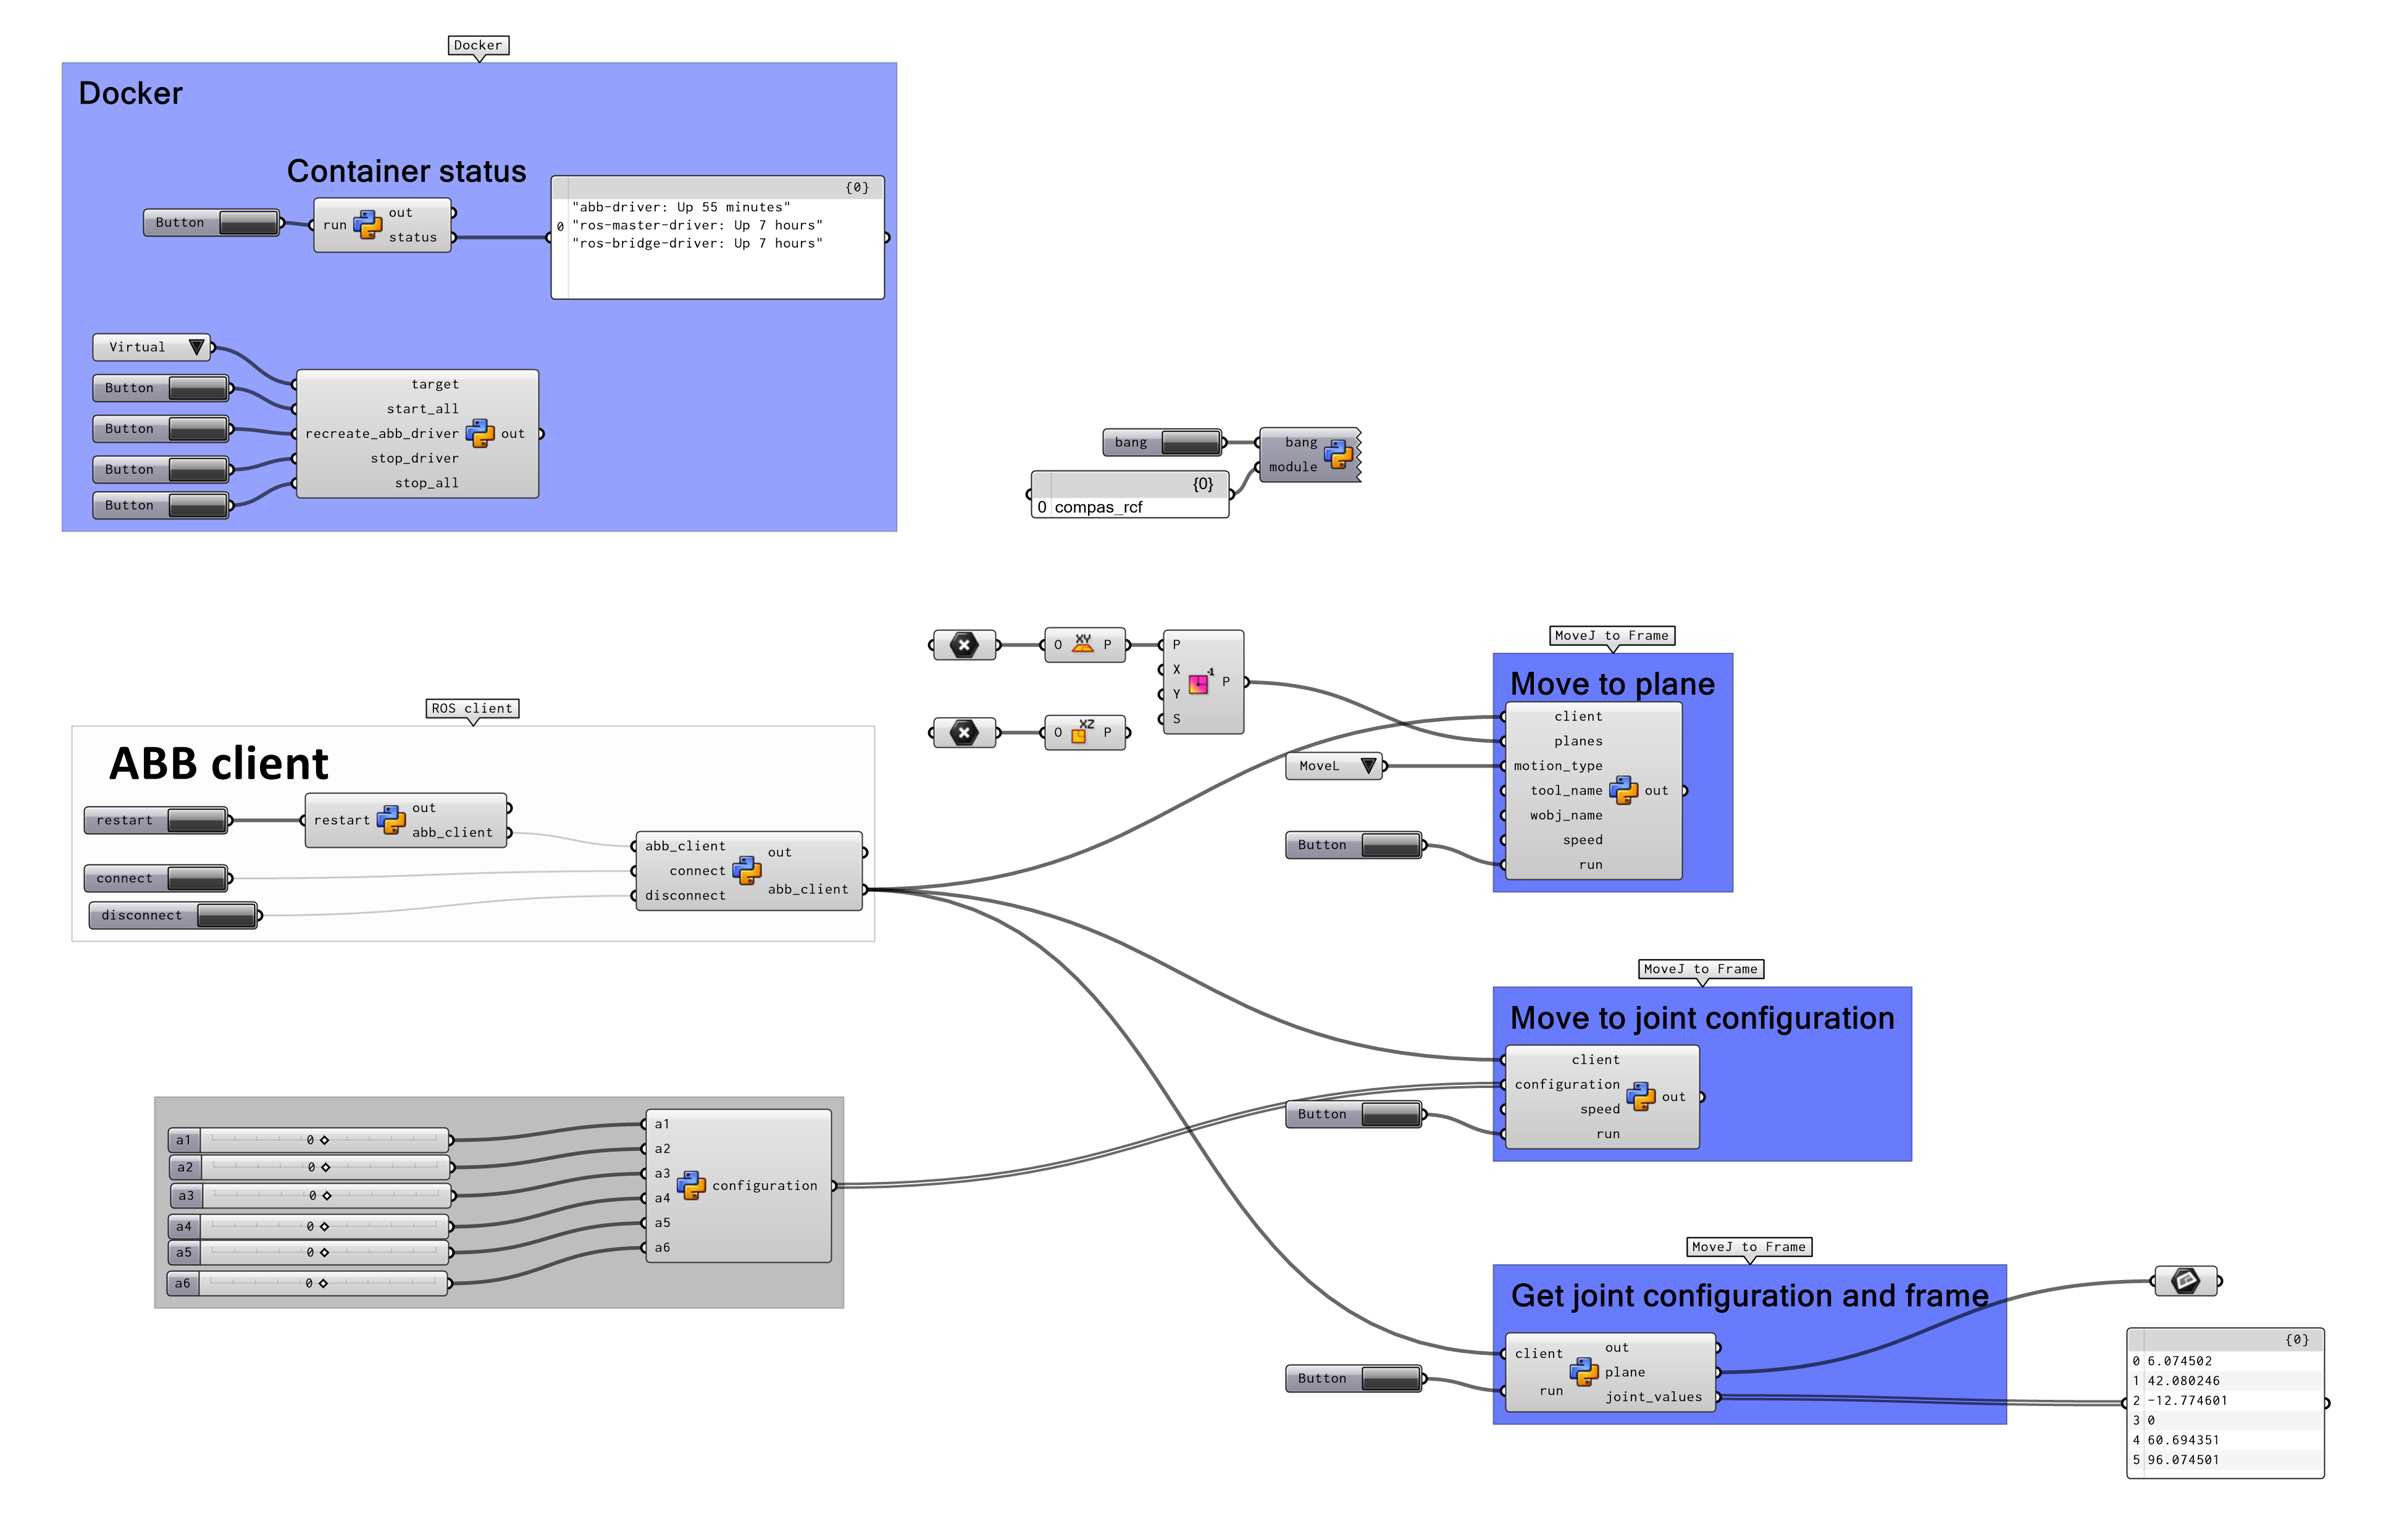 Docker
Docker
Container status
Button
run
out
status
{0}
0
"abb-driver: Up 55 minutes"
"ros-master-driver: Up 7 hours"
"ros-bridge-driver: Up 7 hours"
Virtual
Button
Button
Button
Button
target
start_all
recreate_abb_driver
stop_driver
stop_all
out
bang
bang
module
{0}
0 compas_rcf
O XY P
P
X
Y
S
-1
P
O XZ P
MoveJ to Frame
Move to plane
client
planes
motion_type
tool_name
wobj_name
speed
run
out
MoveL
Button
ROS client
ABB client
restart
restart
out
abb_client
connect
disconnect
abb_client
connect
disconnect
out
abb_client
MoveJ to Frame
Move to joint configuration
client
configuration
speed
run
out
Button
a1 0
a2 0
a3 0
a4 0
a5 0
a6 0
a1
a2
a3
a4
a5
a6
configuration
MoveJ to Frame
Get joint configuration and frame
Button
client
run
out
plane
joint_values
{0}
0 6.074502
1 42.080246
2 -12.774601
3 0
4 60.694351
5 96.074501